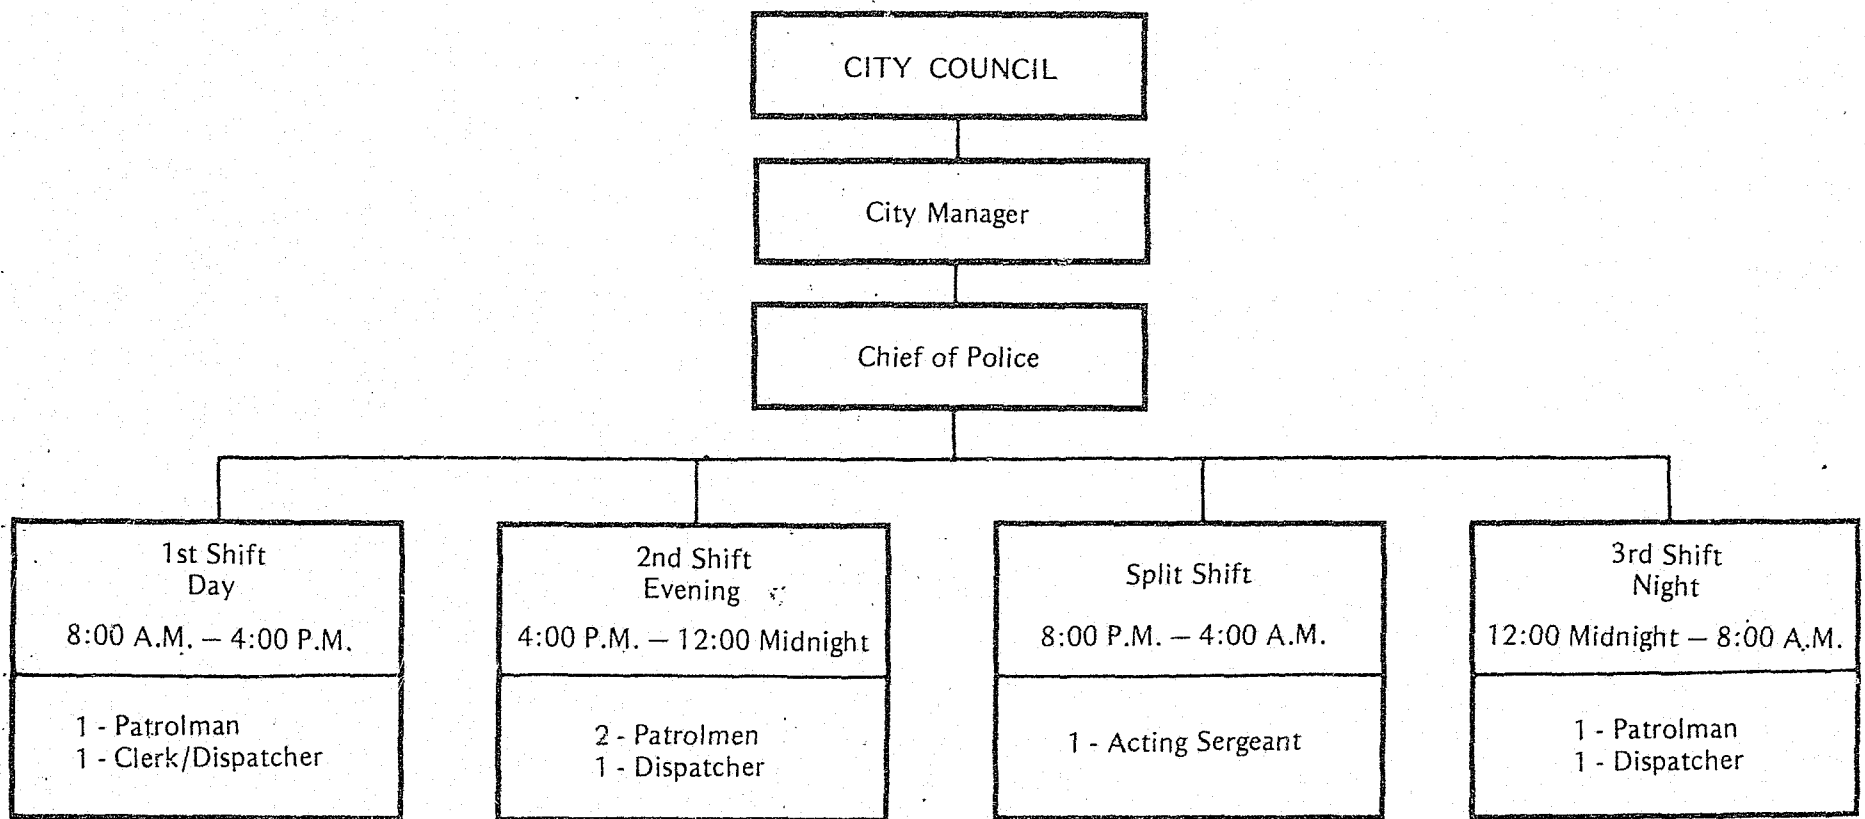 CITY COUNCIL
City Manager
Chief of Police
1st Shift
Day
8:00 A.M. – 4:00 P.M.
1 - Patrolman
1 - Clerk/Dispatcher
2nd Shift
Evening
4:00 P.M. – 12:00 Midnight
2 - Patrolmen
1 - Dispatcher
Split Shift
8:00 P.M. – 4:00 A.M.
1 - Acting Sergeant
3rd Shift
Night
12:00 Midnight – 8:00 A.M.
1 - Patrolman
1 - Dispatcher